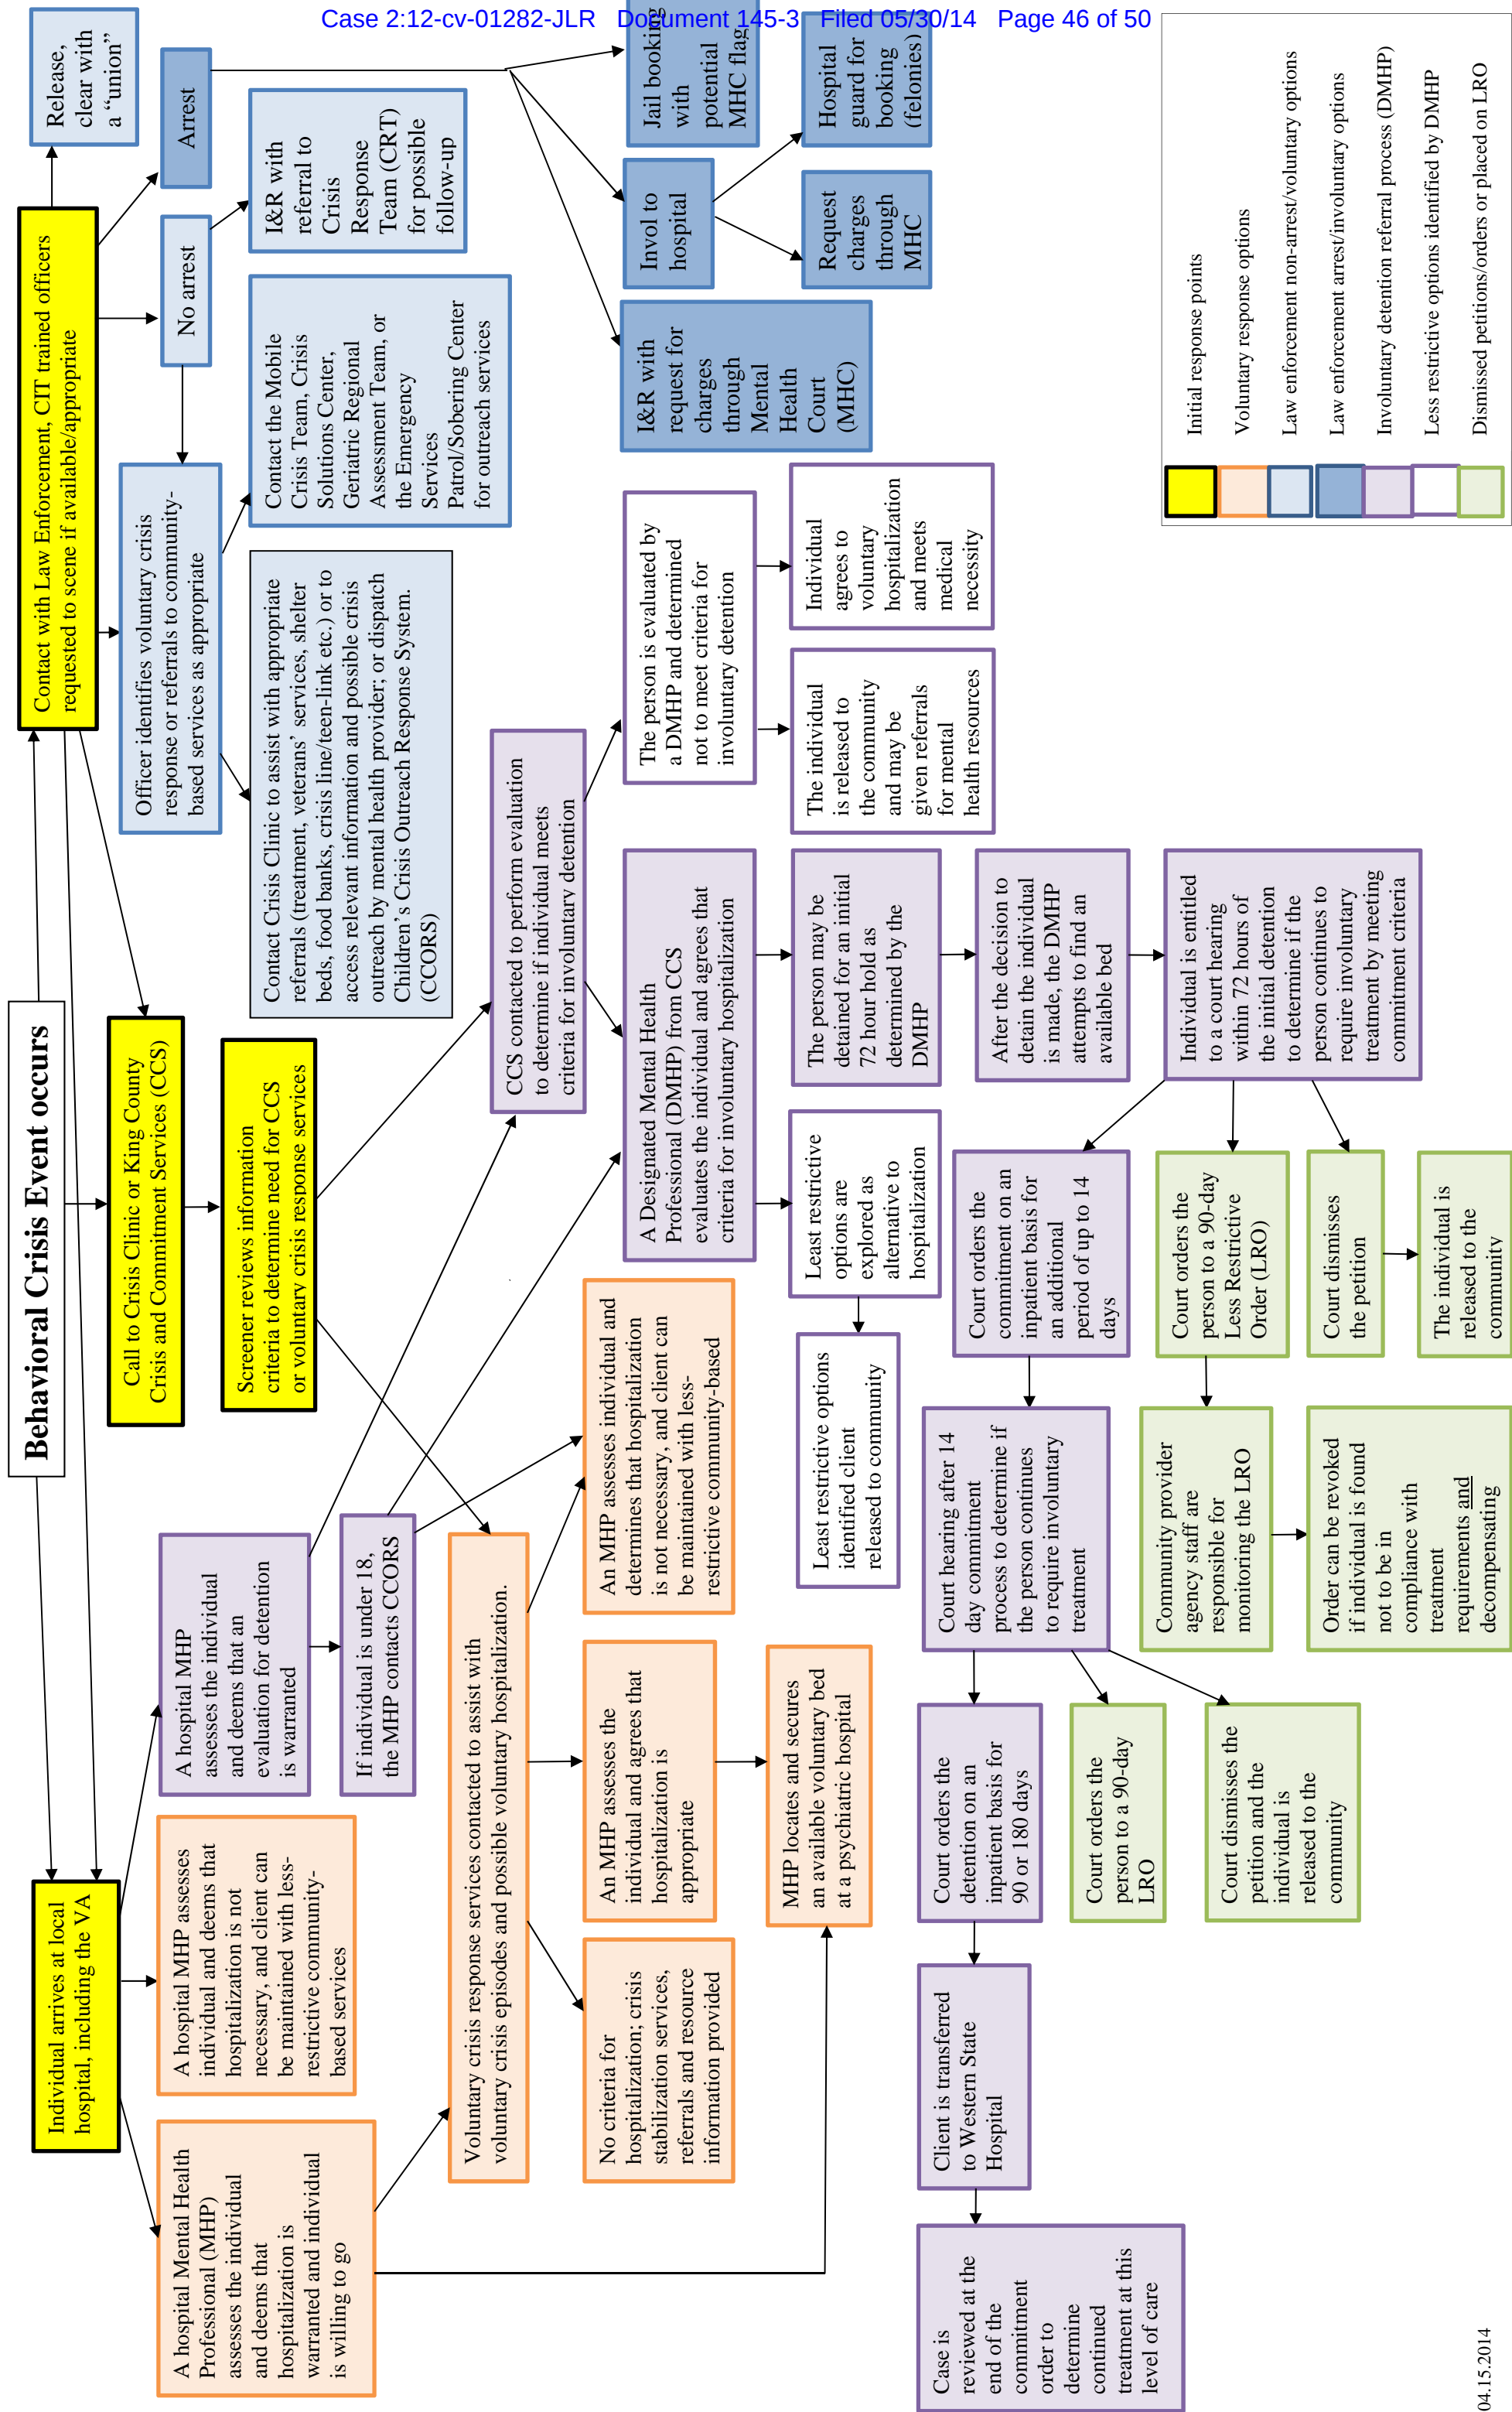 Case 2:12-cv-01282-JLR Document 145-3 Filed 05/30/14 Page 46 of 50
Behavioral Crisis Event occurs
Individual arrives at local
hospital, including the VA
Call to Crisis Clinic or King County
Crisis and Commitment Services (CCS)
Contact with Law Enforcement, CIT trained officers
requested to scene if available/appropriate
Release,
clear with
a “union”
A hospital Mental Health
Professional (MHP)
assesses the individual
and deems that
hospitalization is
warranted and individual
is willing to go
A hospital MHP assesses
individual and deems that
hospitalization is not
necessary, and client can
be maintained with less-
restrictive community-
based services
A hospital MHP
assesses the individual
and deems that an
evaluation for detention
is warranted
If individual is under 18,
the MHP contacts CCORS
Screener reviews information
criteria to determine need for CCS
or voluntary crisis response services
Officer identifies voluntary crisis
response or referrals to community-
based services as appropriate
No arrest
Arrest
Contact Crisis Clinic to assist with appropriate
referrals (treatment, veterans’ services, shelter
beds, food banks, crisis line/teen-link etc.) or to
access relevant information and possible crisis
outreach by mental health provider; or dispatch
Children’s Crisis Outreach Response System.
(CCORS)
Contact the Mobile
Crisis Team, Crisis
Solutions Center,
Geriatric Regional
Assessment Team, or
the Emergency
Services
Patrol/Sobering Center
for outreach services
I&R with
referral to
Crisis
Response
Team (CRT)
for possible
follow-up
Voluntary crisis response services contacted to assist with
voluntary crisis episodes and possible voluntary hospitalization.
CCS contacted to perform evaluation
to determine if individual meets
criteria for involuntary detention
No criteria for
hospitalization; crisis
stabilization services,
referrals and resource
information provided
An MHP assesses the
individual and agrees that
hospitalization is
appropriate
An MHP assesses individual and
determines that hospitalization
is not necessary, and client can
be maintained with less-
restrictive community-based
A Designated Mental Health
Professional (DMHP) from CCS
evaluates the individual and agrees that
criteria for involuntary hospitalization
The person is evaluated by
a DMHP and determined
not to meet criteria for
involuntary detention
I&R with
request for
charges
through
Mental
Health
Court
(MHC)
Invol to
hospital
Jail booking
with
potential
MHC flag
MHP locates and secures
an available voluntary bed
at a psychiatric hospital
Least restrictive options
identified client
released to community
Least restrictive
options are
explored as
alternative to
hospitalization
The person may be
detained for an initial
72 hour hold as
determined by the
DMHP
The individual
is released to
the community
and may be
given referrals
for mental
health resources
Individual
agrees to
voluntary
hospitalization
and meets
medical
necessity
Request
charges
through
MHC
Hospital
guard for
booking
(felonies)
After the decision to
detain the individual
is made, the DMHP
attempts to find an
available bed
Individual is entitled
to a court hearing
within 72 hours of
the initial detention
to determine if the
person continues to
require involuntary
treatment by meeting
commitment criteria
Court orders the
commitment on an
inpatient basis for
an additional
period of up to 14
days
Court hearing after 14
day commitment
process to determine if
the person continues
to require involuntary
treatment
Court orders the
detention on an
inpatient basis for
90 or 180 days
Client is transferred
to Western State
Hospital
Case is
reviewed at the
end of the
commitment
order to
determine
continued
treatment at this
level of care
Court orders the
person to a 90-day
LRO
Court dismisses the
petition and the
individual is
released to the
community
Court orders the
person to a 90-day
Less Restrictive
Order (LRO)
Community provider
agency staff are
responsible for
monitoring the LRO
Order can be revoked
if individual is found
not to be in
compliance with
treatment
requirements and
decompensating
Court dismisses
the petition
The individual is
released to the
community
Initial response points
Voluntary response options
Law enforcement non-arrest/voluntary options
Law enforcement arrest/involuntary options
Involuntary detention referral process (DMHP)
Less restrictive options identified by DMHP
Dismissed petitions/orders or placed on LRO
04.15.2014